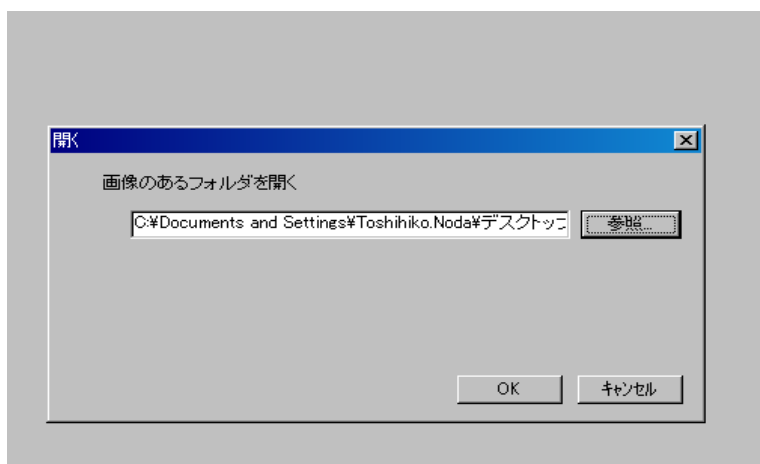 開く
画像のあるフォルダを開く
C:¥Documents and Settings¥Toshihiko.Noda¥デスクトッ
参照...
OK
キャンセル